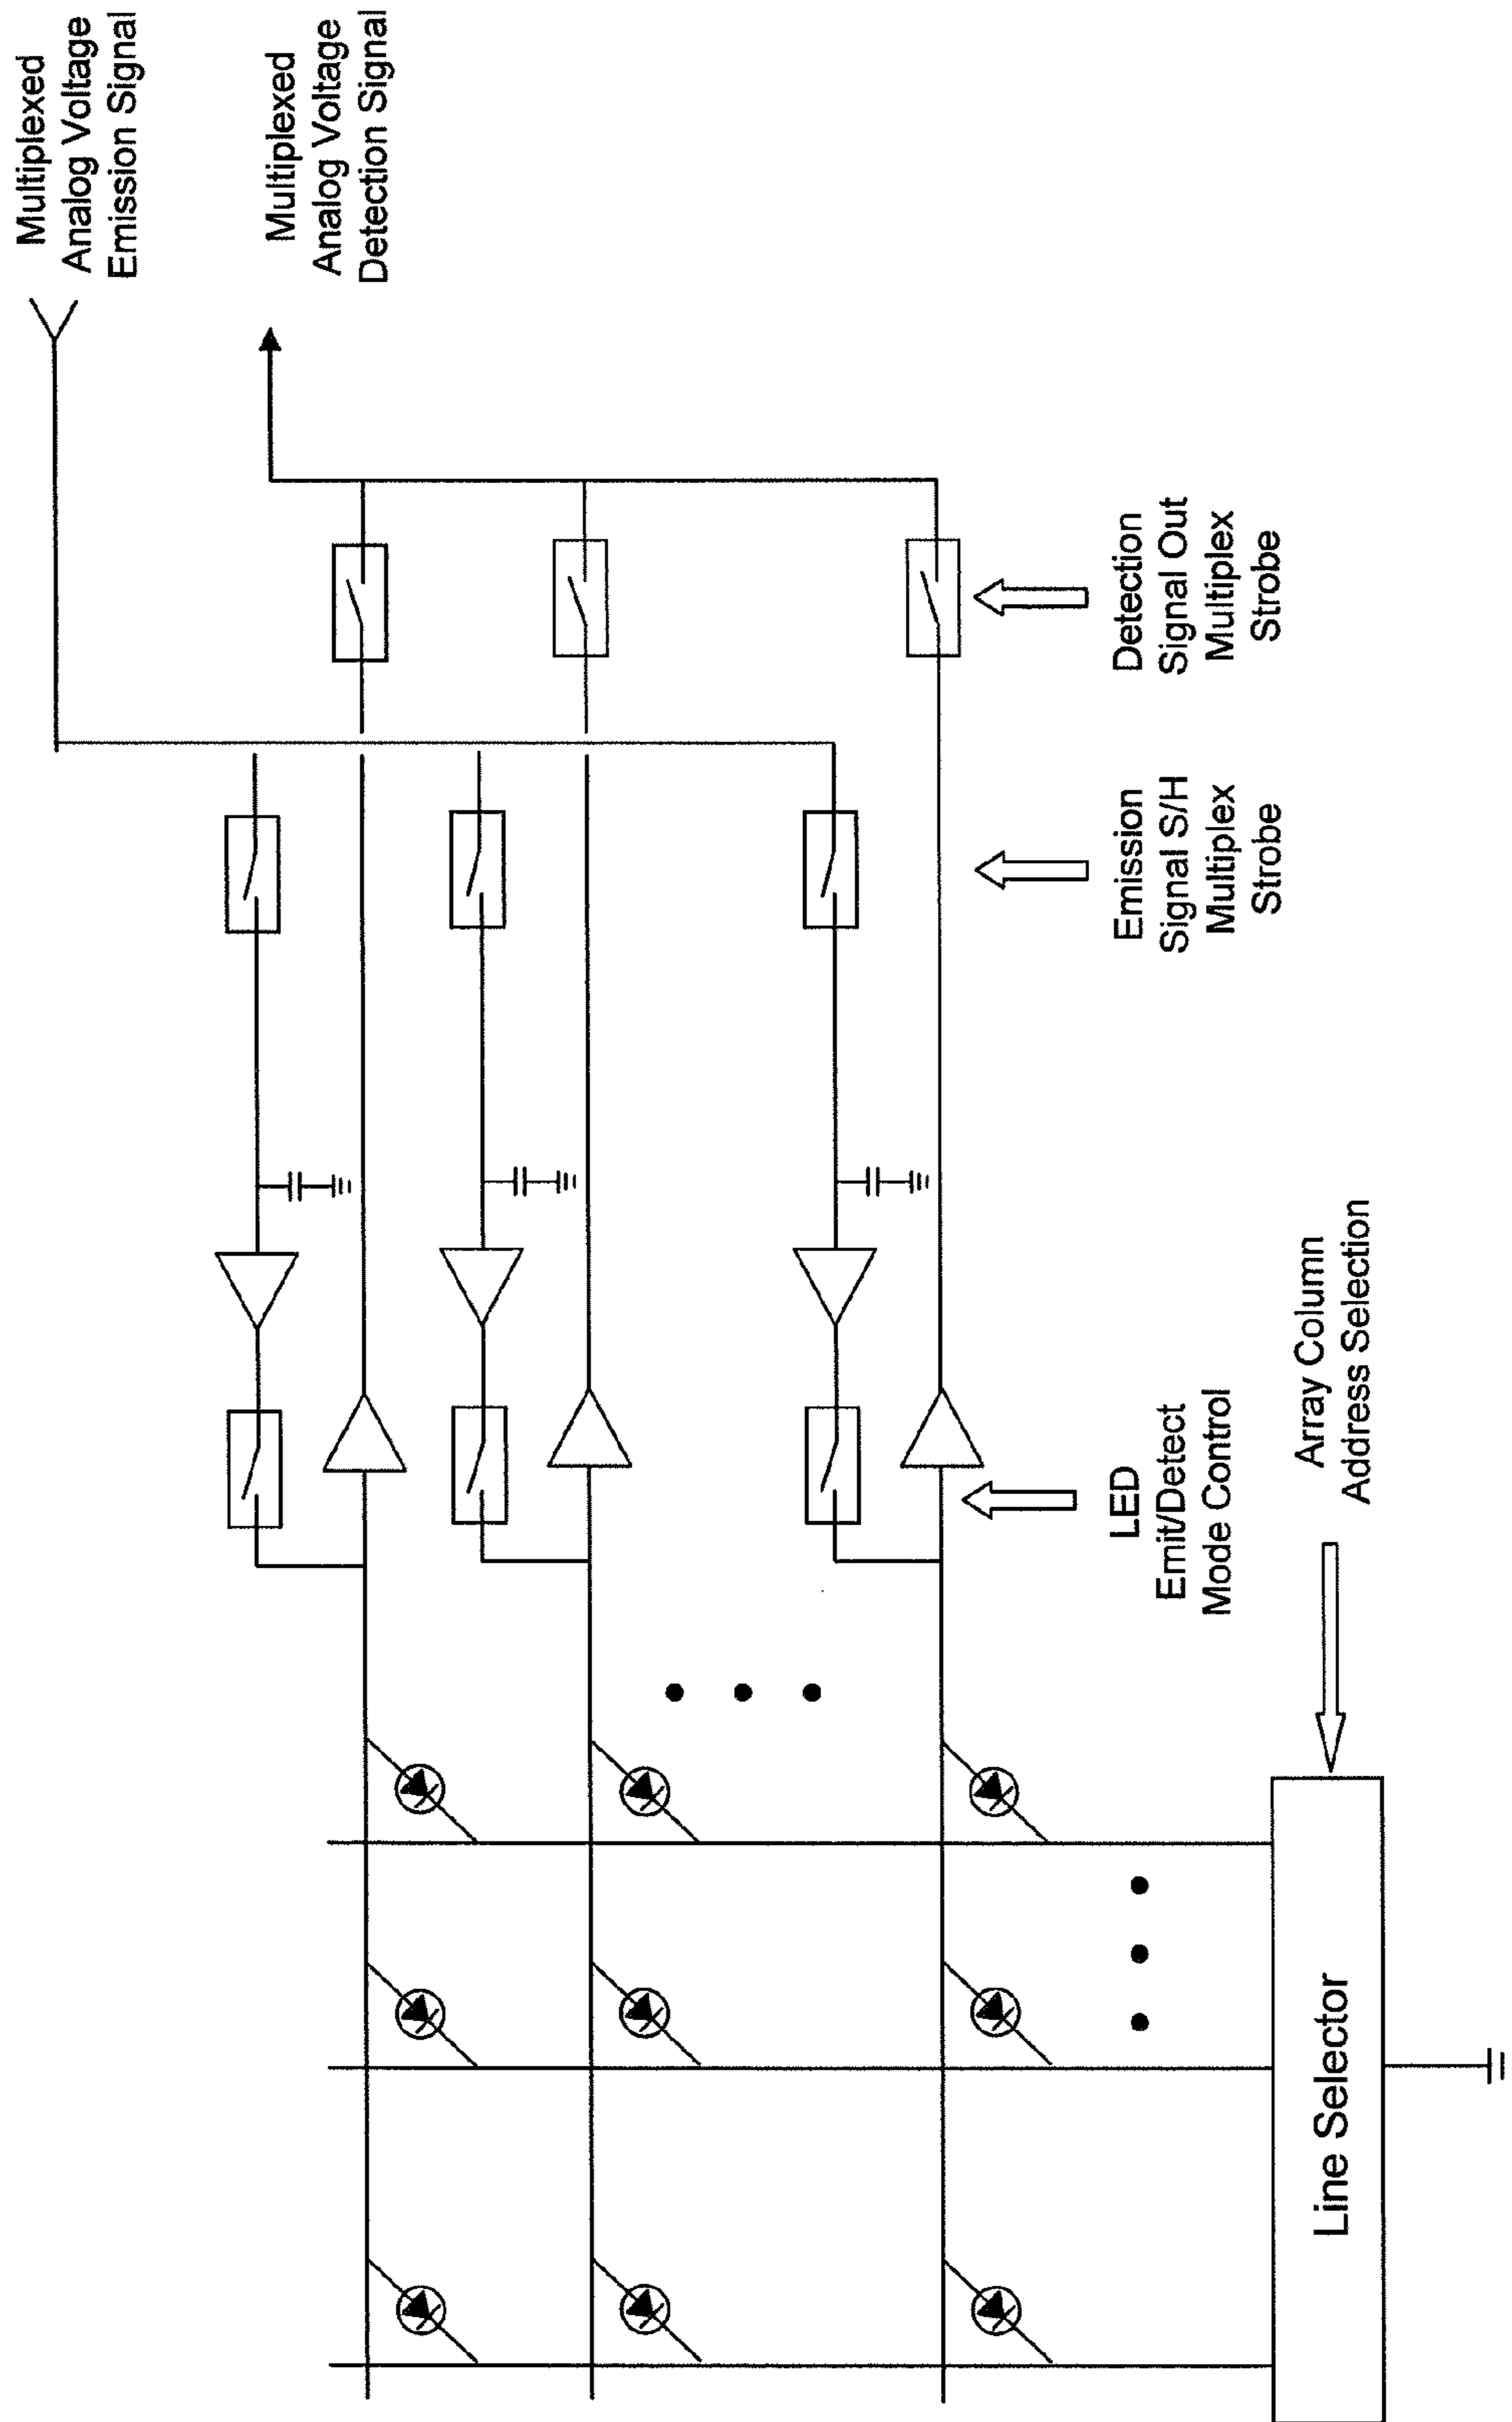 Multiplexed
Analog Voltage
Emission Signal
Multiplexed
Analog Voltage
Detection Signal
Detection
Signal Out
Multiplex
Strobe
Emission
Signal S/H
Multiplex
Strobe
LED
Emit/Detect
Mode Control
Array Column
Address Selection
Line Selector